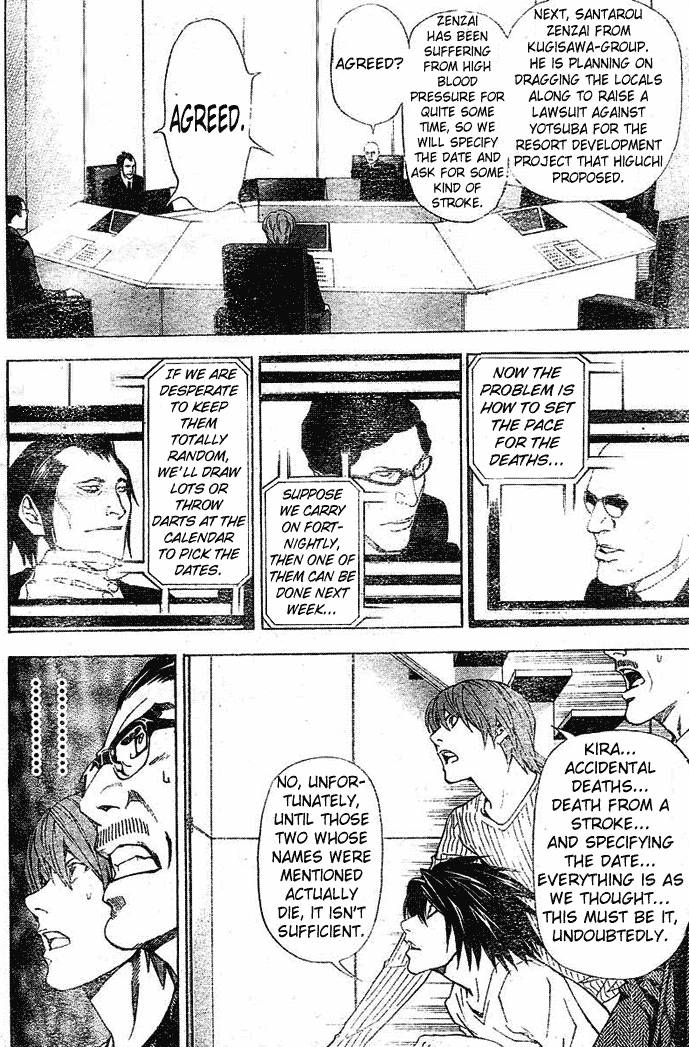 NEXT, SANTAROU
ZENZAI FROM
KUGISAWA-GROUP.
HE IS PLANNING ON
DRAGGING THE LOCALS
ALONG TO RAISE A
LAWSUIT AGAINST
YOTSUBA FOR THE
RESORT DEVELOPMENT
PROJECT THAT HIGUCHI
PROPOSED.
ZENZAI
HAS BEEN
SUFFERING
FROM HIGH
BLOOD
PRESSURE FOR
QUITE SOME
TIME, SO WE
WILL SPECIFY
THE DATE AND
ASK FOR SOME
KIND OF
STROKE.
AGREED?
AGREED.
NOW THE
PROBLEM IS
HOW TO SET
THE PACE
FOR THE
DEATHS...
SUPPOSE
WE CARRY
ON FORT-
NIGHTLY,
THEN ONE OF
THEM CAN BE
DONE NEXT
WEEK...
IF WE ARE
DESPERATE
TO KEEP
THEM
TOTALLY
RANDOM,
WE'LL DRAW
LOTS OR
THROW
DARTS AT THE
CALENDAR
TO PICK THE
DATES.
KIRA...
ACCIDENTAL
DEATHS...
DEATH FROM A
STROKE...
AND SPECIFYING
THE DATE...
EVERYTHING IS AS
WE THOUGHT...
THIS MUST BE IT,
UNDOUBTEDLY.
NO, UNFOR-
TUNATELY,
UNTIL THOSE
TWO WHOSE
NAMES WERE
MENTIONED
ACTUALLY
DIE, IT ISN'T
SUFFICIENT.